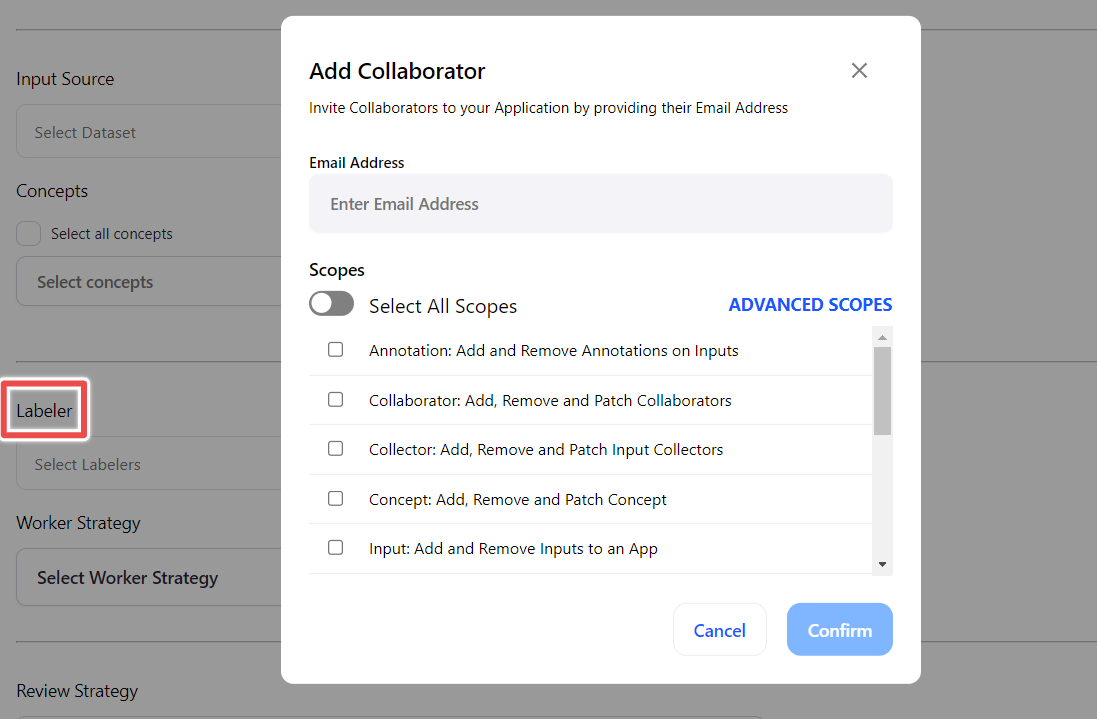 Input Source
Select Dataset
Concepts
Select all concepts
Select concepts
Labeler
Select Labelers
Worker Strategy
Select Worker Strategy
Review Strategy
Add Collaborator
Invite Collaborators to your Application by providing their Email Address
Email Address
Enter Email Address
Scopes
Select All Scopes
ADVANCED SCOPES
Annotation: Add and Remove Annotations on Inputs
Collaborator: Add, Remove and Patch Collaborators
Collector: Add, Remove and Patch Input Collectors
Concept: Add, Remove and Patch Concept
Input: Add and Remove Inputs to an App
Cancel
Confirm